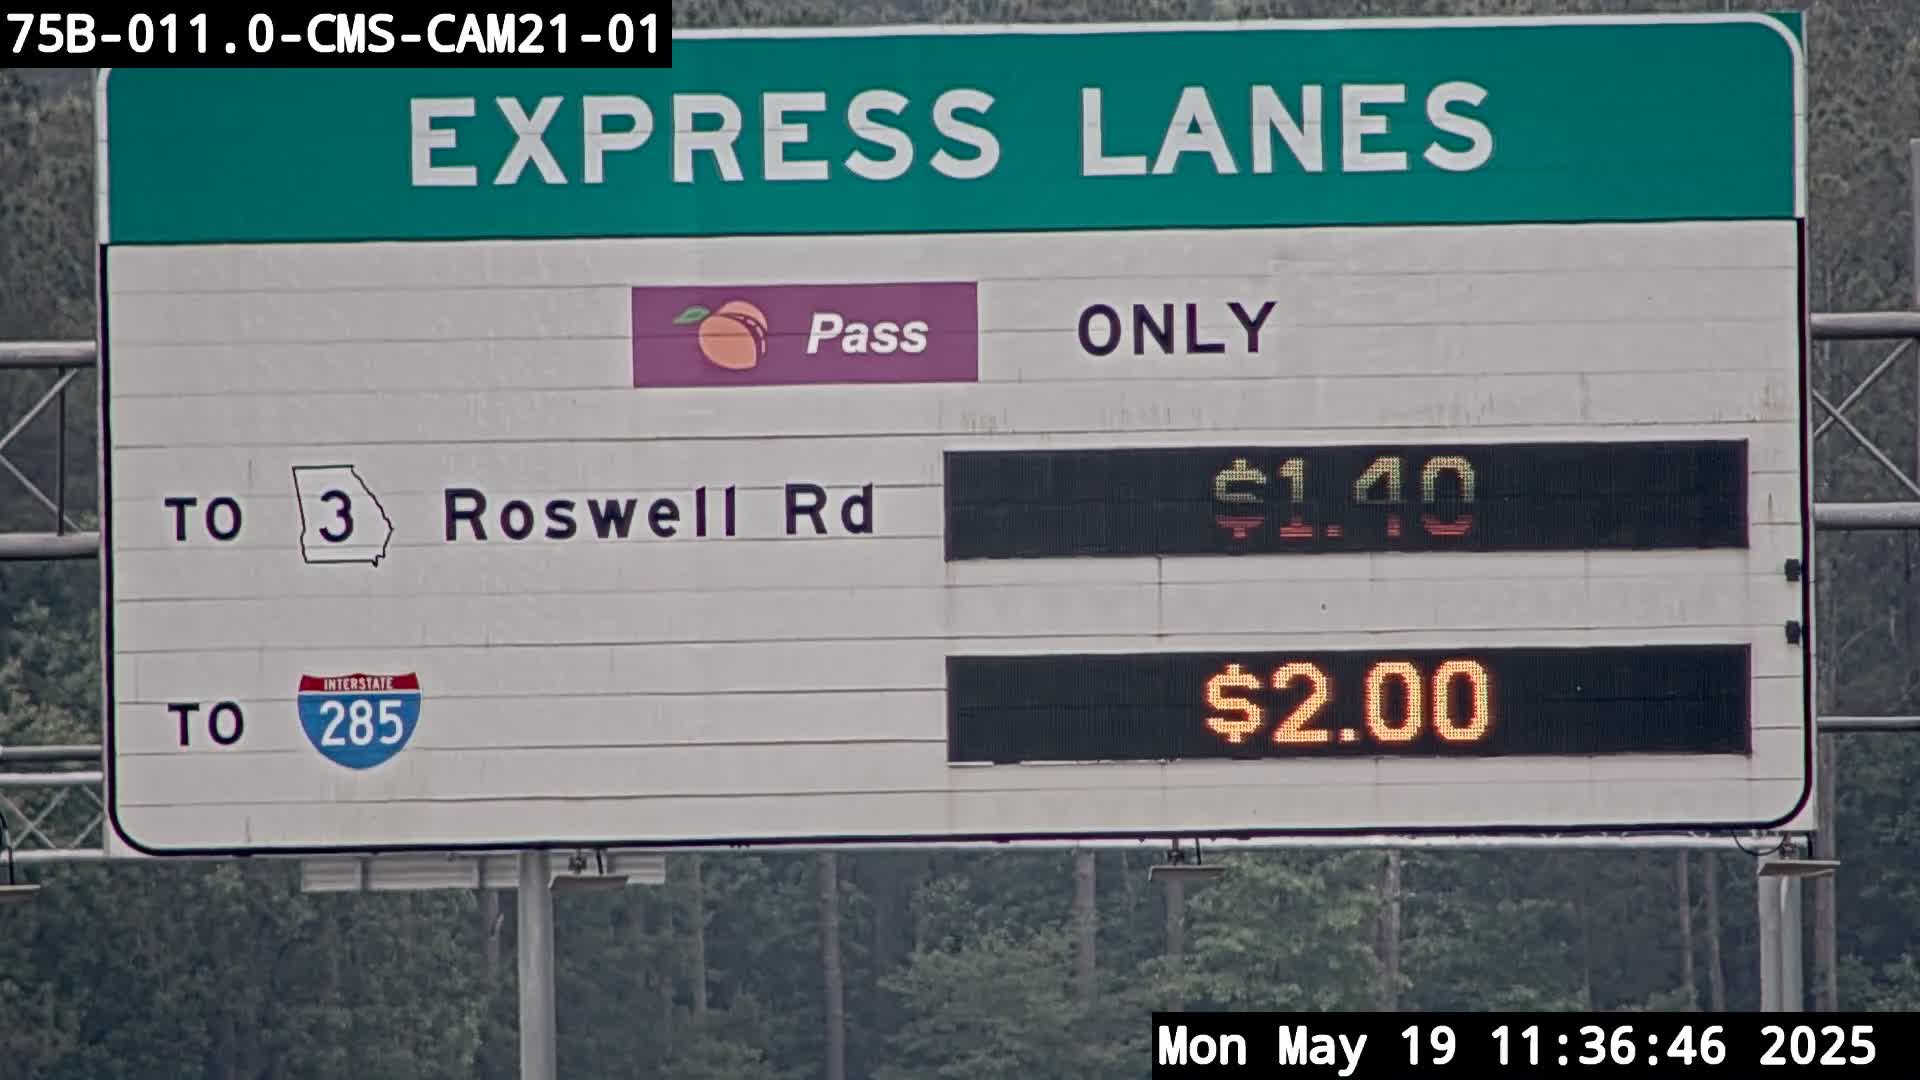 75B-011.0-CMS-CAM21-01
EXPRESS LANES
Pass ONLY
TO 3 Roswell Rd $1.40
INTERSTATE
TO 285 $2.00
Mon May 19 11:36:46 2025